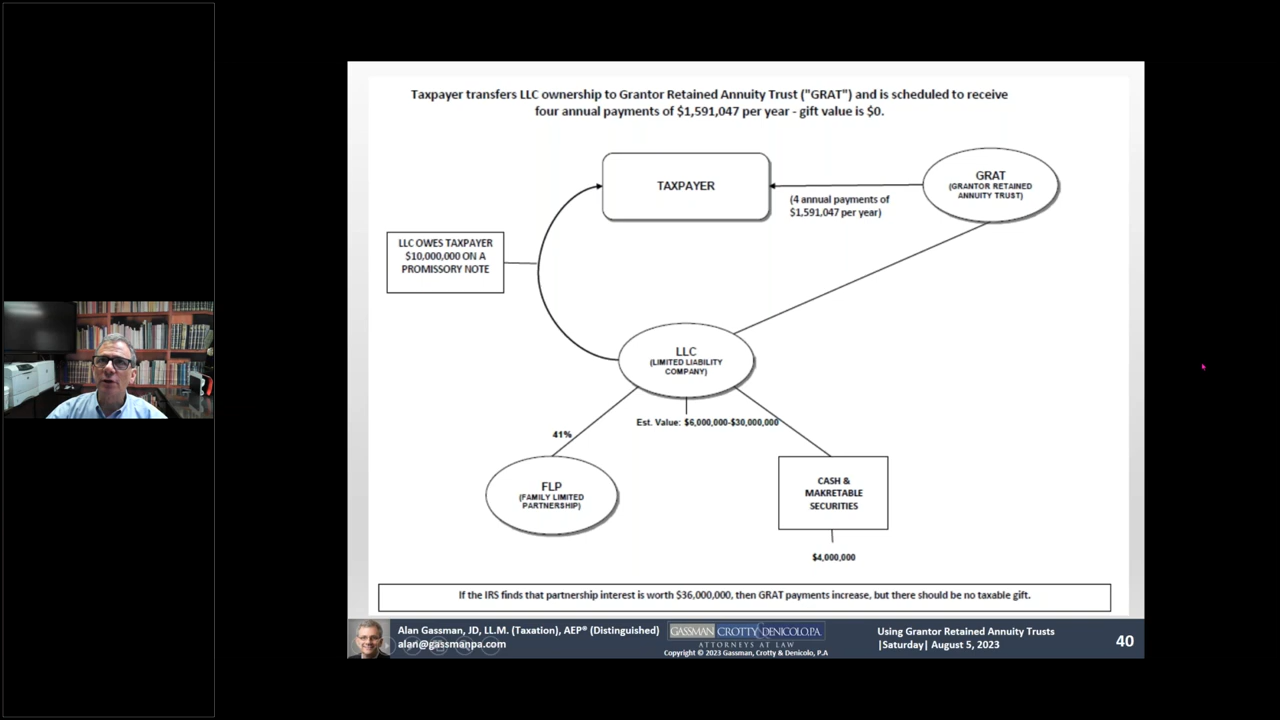 Taxpayer transfers LLC ownership to Grantor Retained Annuity Trust ("GRAT") and is scheduled to receive
four annual payments of $1,591,047 per year - gift value is $0.
TAXPAYER
GRAT
(GRANTOR RETAINED
ANNUITY TRUST)
(4 annual payments of
$1,591,047 per year)
LLC OWES TAXPAYER
$10,000,000 ON A
PROMISSORY NOTE
LLC
(LIMITED LIABILITY
COMPANY)
Est. Value: $6,000,000-$30,000,000
41%
FLP
(FAMILY LIMITED
PARTNERSHIP)
CASH &
MAKRETABLE
SECURITIES
$4,000,000
If the IRS finds that partnership interest is worth $36,000,000, then GRAT payments increase, but there should be no taxable gift.
Alan Gassman, JD, LL.M. (Taxation), AEP® (Distinguished)
alan@gassmanpa.com
GASSMAN CROTTY DENICOLO, P.A.
ATTORNEYS AT LAW
Copyright © 2023 Gassman, Crotty & Denicolo, P.A
Using Grantor Retained Annuity Trusts
|Saturday| August 5, 2023
40